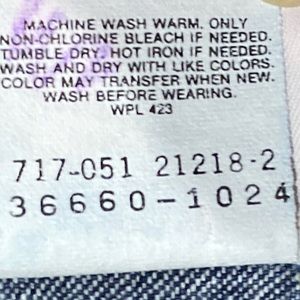 MACHINE WASH WARM. ONLY
NON-CHLORINE BLEACH IF NEEDED.
TUMBLE DRY. HOT IRON IF NEEDED.
WASH AND DRY WITH LIKE COLORS.
COLOR MAY TRANSFER WHEN NEW.
WASH BEFORE WEARING.
WPL 423
717-051 21218-2
36660-1024